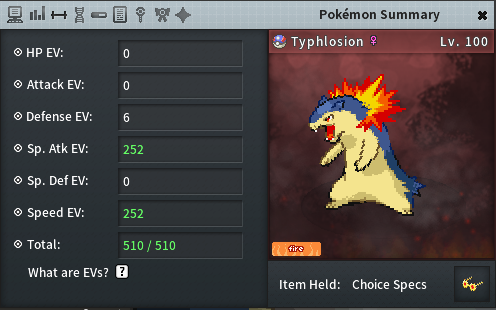 Pokémon Summary
HP EV: 0
Attack EV: 0
Defense EV: 6
Sp. Atk EV: 252
Sp. Def EV: 0
Speed EV: 252
Total: 510 / 510
What are EVs? ?
Typhlosion ♀ Lv. 100
fire
Item Held: Choice Specs